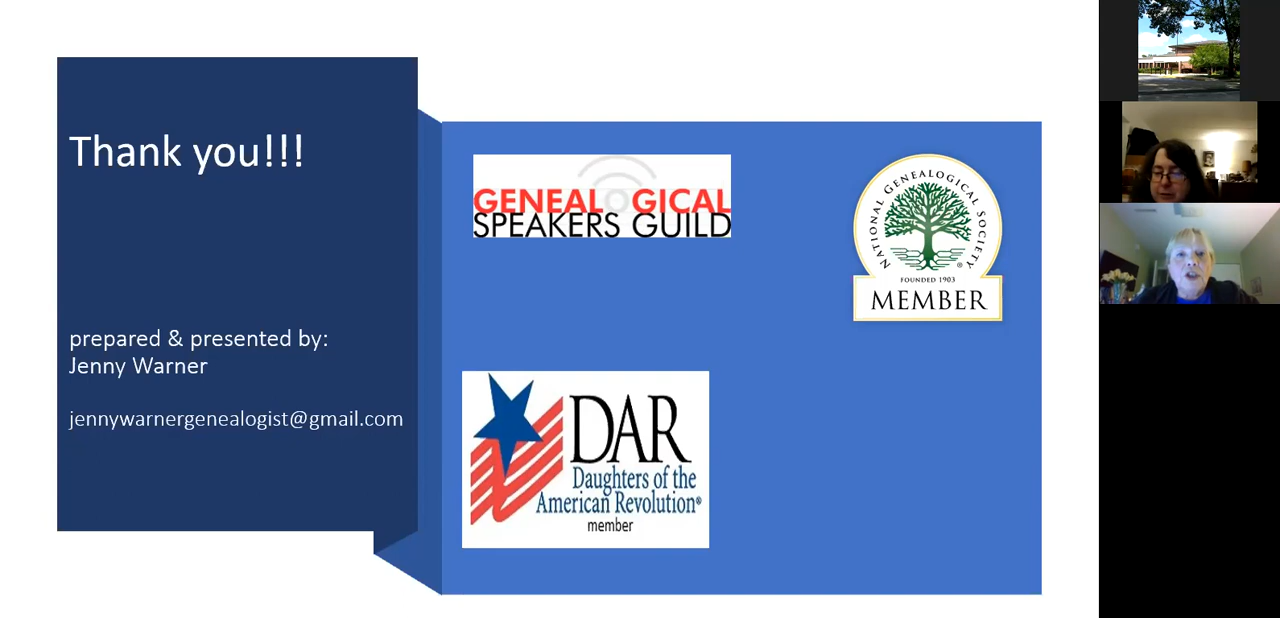 Thank you!!!
prepared & presented by:
Jenny Warner
jennywarnergenealogist@gmail.com
GENEALOGICAL
SPEAKERS GUILD
NATIONAL GENEALOGICAL SOCIETY
®
FOUNDED 1903
MEMBER
DAR
Daughters of the
American Revolution®
member